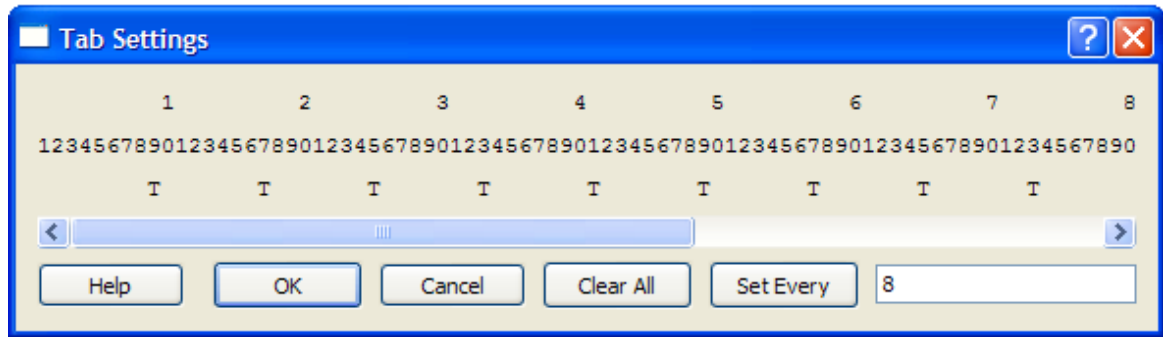 Tab Settings
1 2 3 4 5 6 7 8
12345678901234567890123456789012345678901234567890123456789012345678901234567890
T T T T T T T T T
Help OK Cancel Clear All Set Every 8